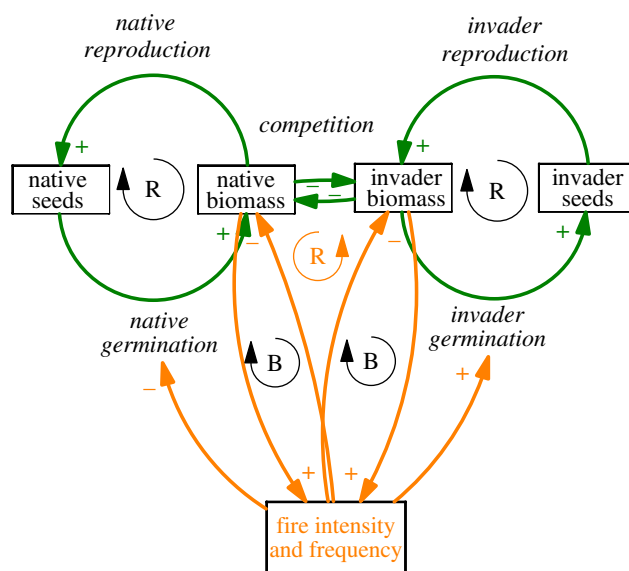 native
reproduction
invader
reproduction
competition
+
+
native
seeds
R
native
biomass
−
−
invader
biomass
R
invader
seeds
+
−
R
−
+
native
germination
invader
germination
B
B
−
+
+
+
fire intensity
and frequency